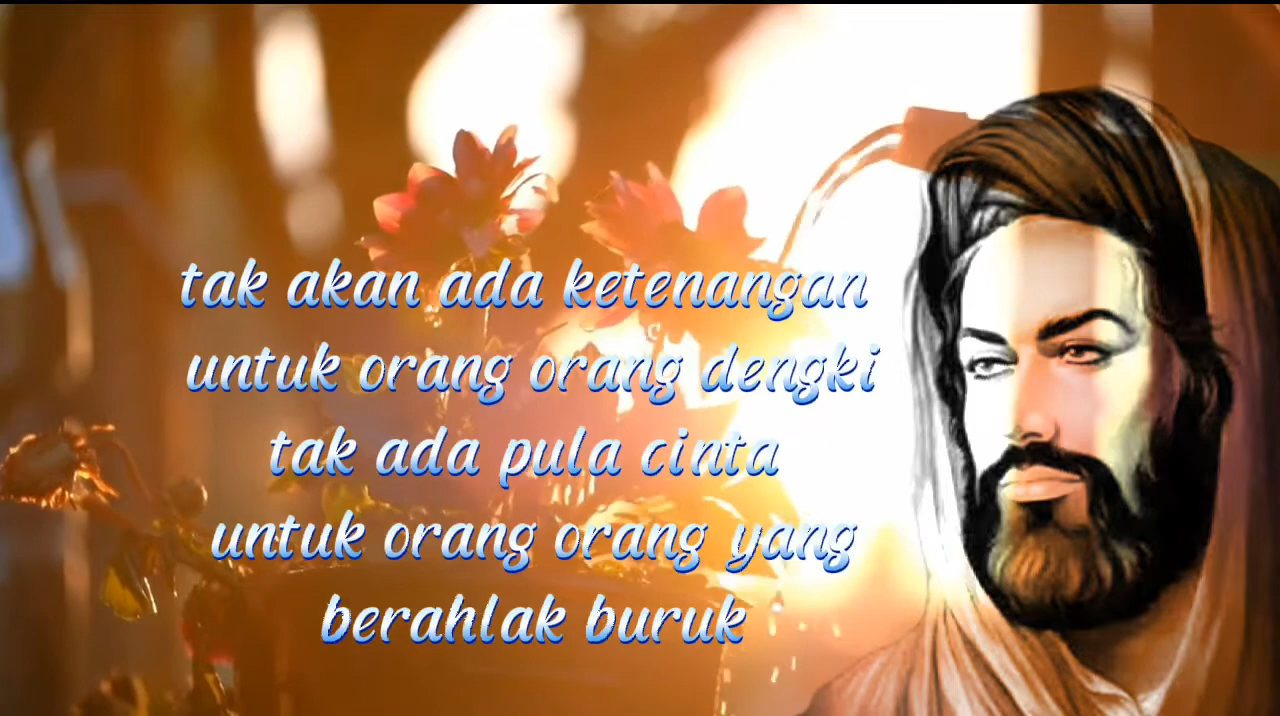 tak akan ada ketenangan
untuk orang orang dengki
tak ada pula cinta
untuk orang orang yang
berahlak buruk